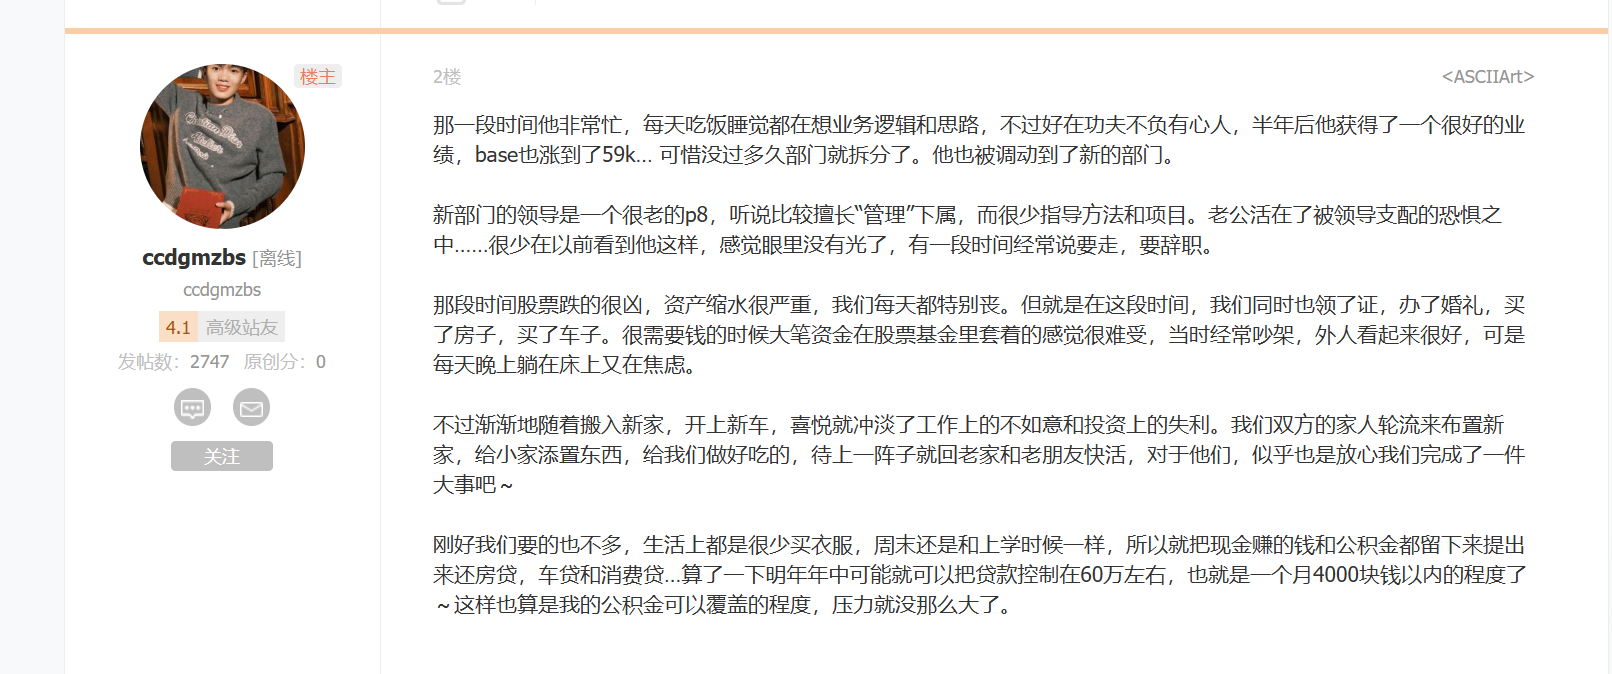 楼主
2楼
<ASCIIArt>
那一段时间他非常忙，每天吃饭睡觉都在想业务逻辑和思路，不过好在功夫不负有心人，半年后他获得了一个很好的业
绩，base也涨到了59k... 可惜没过多久部门就拆分了。他也被调动到了新的部门。
新部门的领导是一个很老的p8，听说比较擅长“管理”下属，而很少指导方法和项目。老公活在了被领导支配的恐惧之
中……很少在以前看到他这样，感觉眼里没有光了，有一段时间经常说要走，要辞职。
那段时间股票跌的很凶，资产缩水很严重，我们每天都特别丧。但就是在这段时间，我们同时也领了证，办了婚礼，买
了房子，买了车子。很需要钱的时候大笔资金在股票基金里套着的感觉很难受，当时经常吵架，外人看起来很好，可是
每天晚上躺在床上又在焦虑。
不过渐渐地随着搬入新家，开上新车，喜悦就冲淡了工作上的不如意和投资上的失利。我们双方的家人轮流来布置新
家，给小家添置东西，给我们做好吃的，待上一阵子就回老家和老朋友快活，对于他们，似乎也是放心我们完成了一件
大事吧～
刚好我们要的也不多，生活上都是很少买衣服，周末还是和上学时候一样，所以就把现金赚的钱和公积金都留下来提出
来还房贷，车贷和消费贷...算了一下明年年中可能就可以把贷款控制在60万左右，也就是一个月4000块钱以内的程度了
～这样也算是我的公积金可以覆盖的程度，压力就没那么大了。
Christian Dior
Atelier
ccdgmzbs [离线]
ccdgmzbs
4.1 高级站友
发帖数：2747 原创分：0
关注